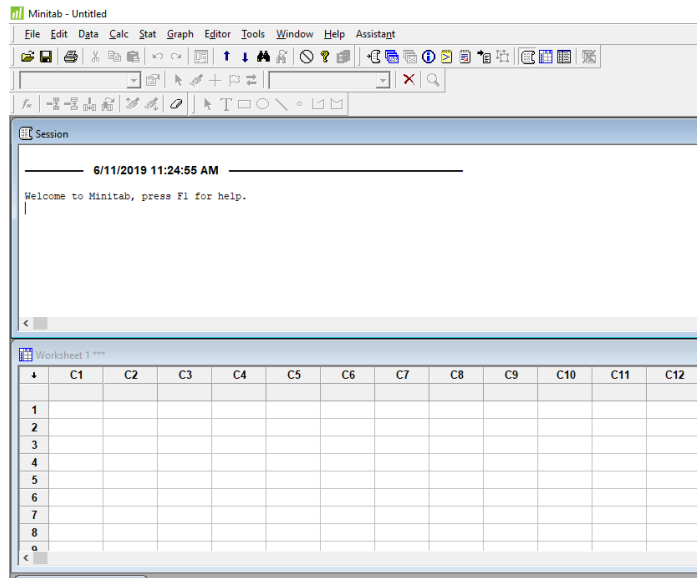 Minitab - Untitled
File Edit Data Calc Stat Graph Editor Tools Window Help Assistant
Session
6/11/2019 11:24:55 AM
Welcome to Minitab, press F1 for help.
Worksheet 1 ***
C1 C2 C3 C4 C5 C6 C7 C8 C9 C10 C11 C12
1
2
3
4
5
6
7
8
9